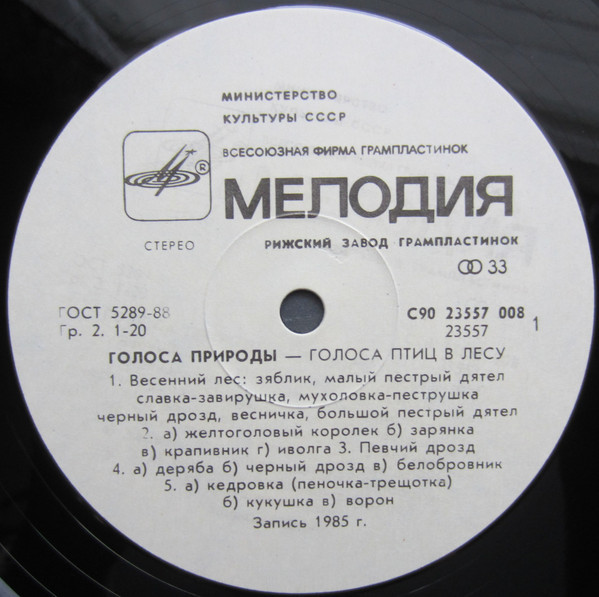 МИНИСТЕРСТВО
КУЛЬТУРЫ СССР
ВСЕСОЮЗНАЯ ФИРМА ГРАМПЛАСТИНОК
®
МЕЛОДИЯ
СТЕРЕО
РИЖСКИЙ ЗАВОД ГРАМПЛАСТИНОК
33
ГОСТ 5289-88
Гр. 2. 1-20
С90 23557 008
23557
1
ГОЛОСА ПРИРОДЫ — ГОЛОСА ПТИЦ В ЛЕСУ
1. Весенний лес: зяблик, малый пестрый дятел
славка-завирушка, мухоловка-пеструшка
черный дрозд, весничка, большой пестрый дятел
2. а) желтоголовый королек б) зарянка
в) крапивник г) иволга 3. Певчий дрозд
4. а) деряба б) черный дрозд в) белобровник
5. а) кедровка (пеночка-трещотка)
б) кукушка в) ворон
Запись 1985 г.